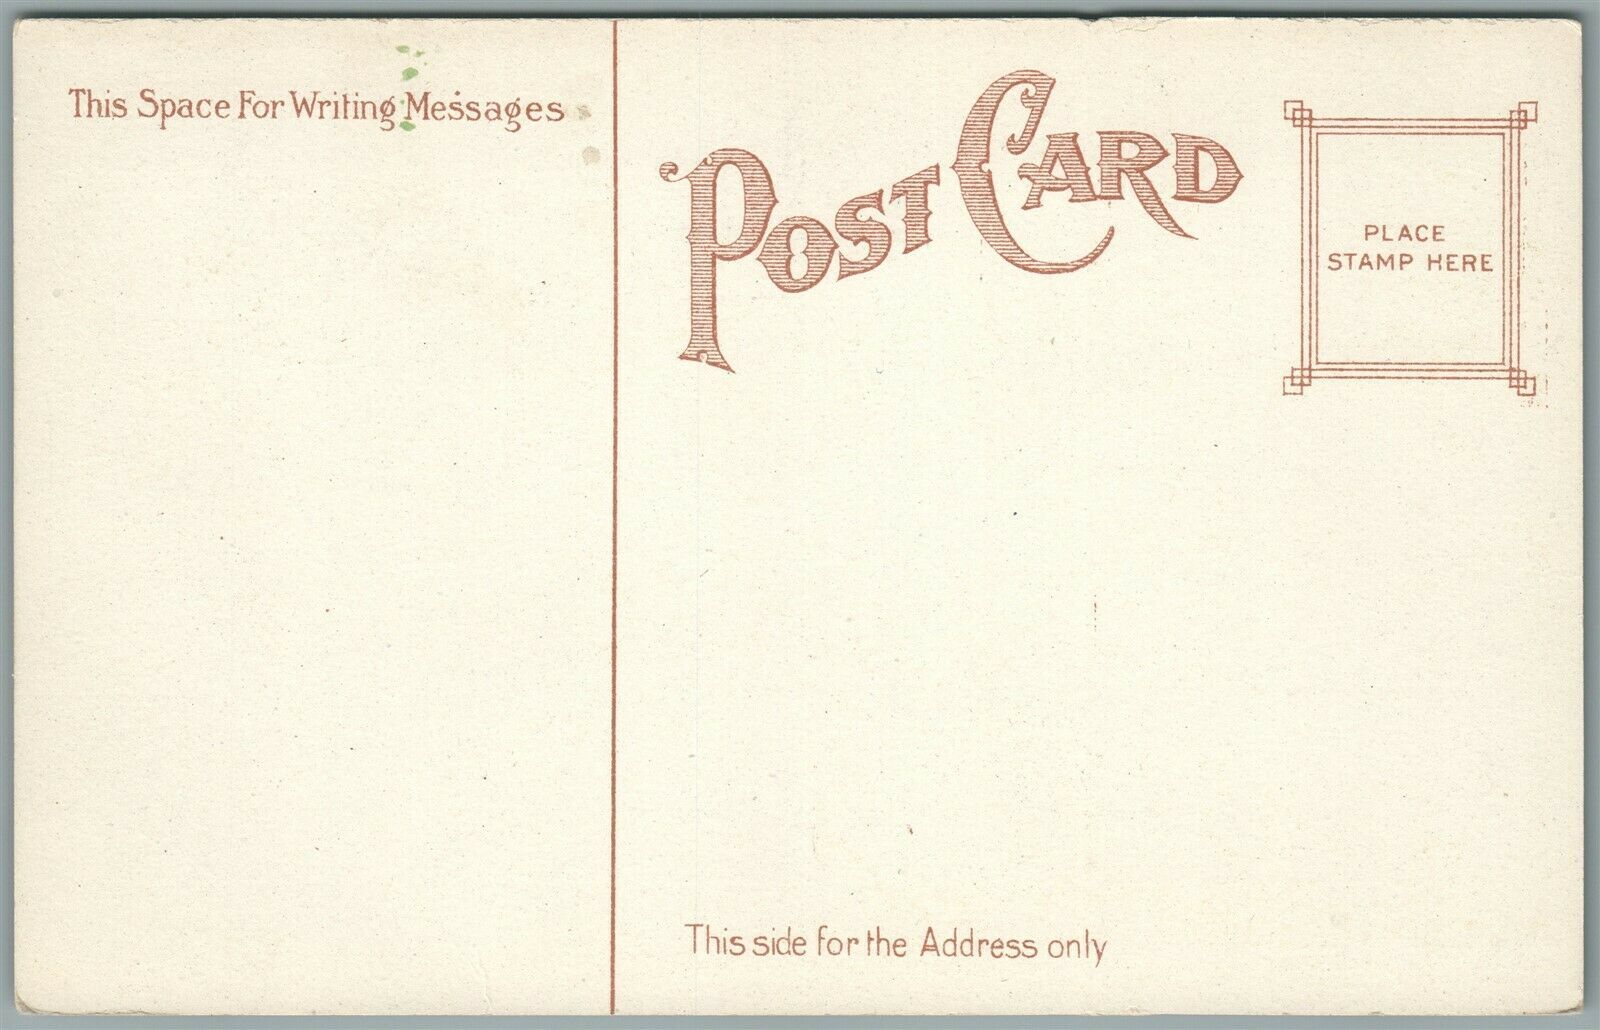 This Space For Writing Messages
POST CARD
PLACE
STAMP HERE
This side for the Address only